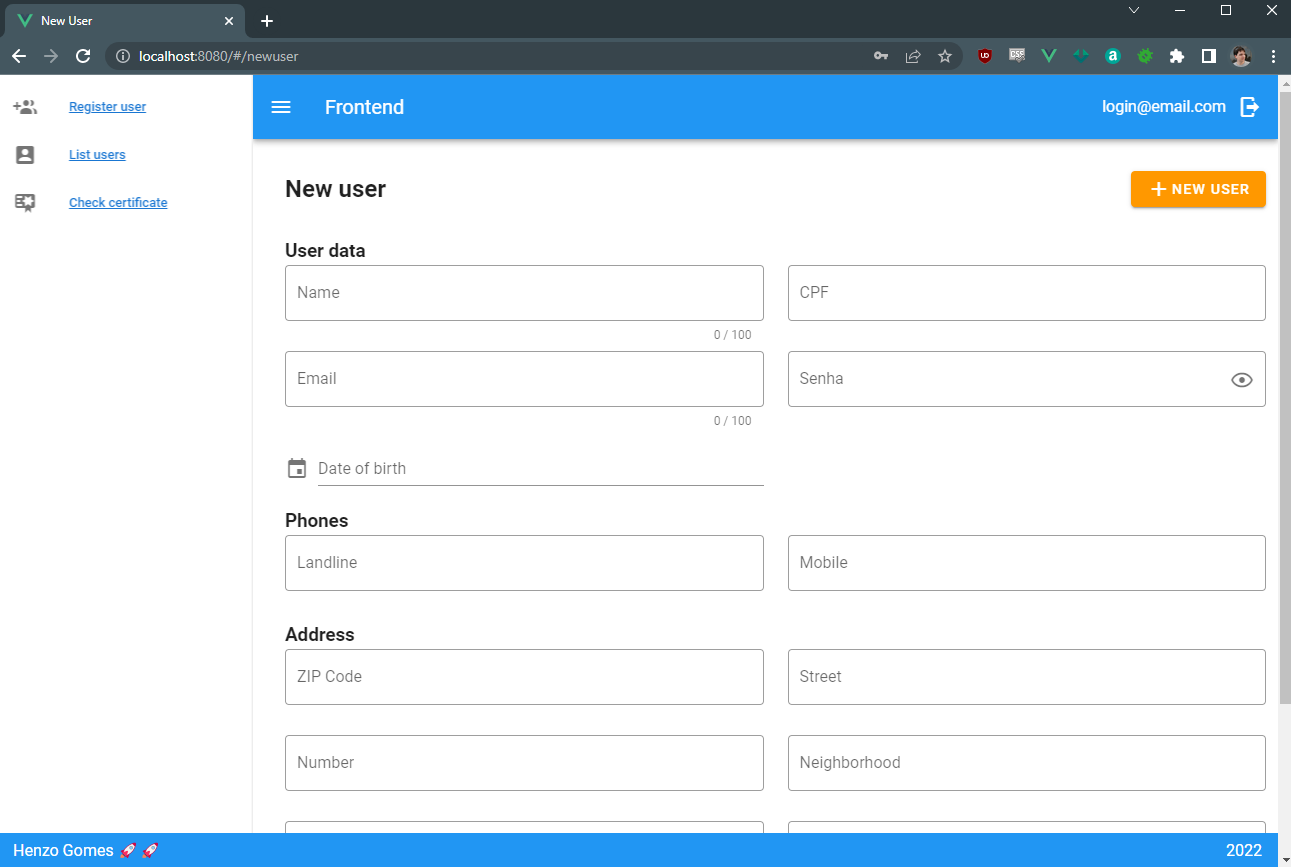 New User
localhost:8080/#/newuser
Register user
List users
Check certificate
Frontend
login@email.com
New user
NEW USER
User data
Name
CPF
0 / 100
Email
Senha
0 / 100
Date of birth
Phones
Landline
Mobile
Address
ZIP Code
Street
Number
Neighborhood
Henzo Gomes 🚀 🚀
2022